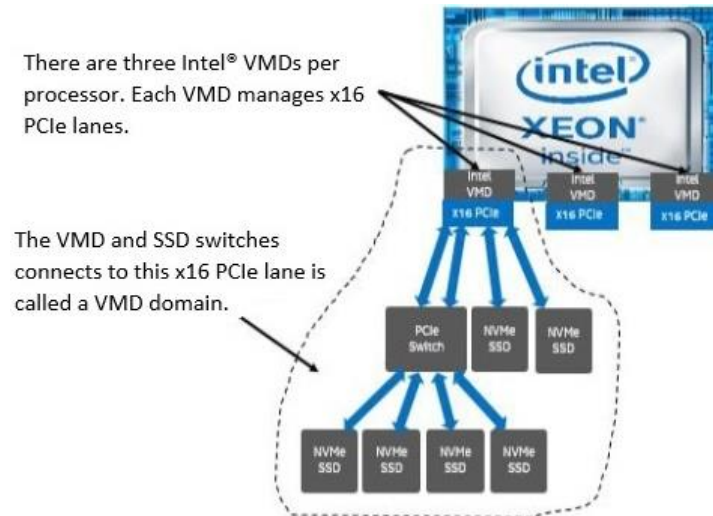 There are three Intel® VMDs per
processor. Each VMD manages x16
PCIe lanes.
intel
XEON®
inside™
Intel
VMD
x16 PCIe
Intel
VMD
x16 PCIe
Intel
VMD
x16 PCIe
The VMD and SSD switches
connects to this x16 PCIe lane is
called a VMD domain.
PCIe
Switch
NVMe
SSD
NVMe
SSD
NVMe
SSD
NVMe
SSD
NVMe
SSD
NVMe
SSD